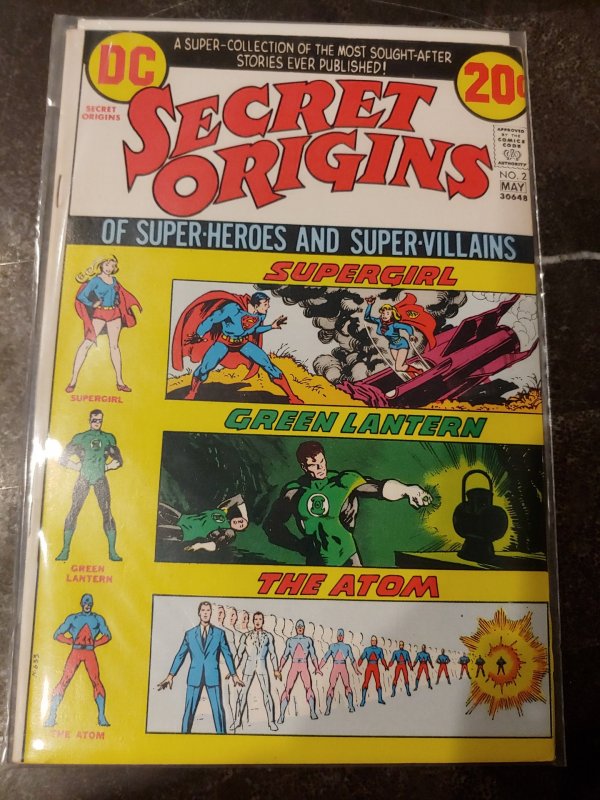 DC
A SUPER-COLLECTION OF THE MOST SOUGHT-AFTER
STORIES EVER PUBLISHED!
20¢
SECRET
ORIGINS
SECRET
ORIGINS
APPROVED
BY THE
COMICS
CODE
AUTHORITY
NO. 2
MAY
30648
OF SUPER-HEROES AND SUPER-VILLAINS
SUPERGIRL
SUPERGIRL
GREEN LANTERN
GREEN
LANTERN
THE ATOM
THE ATOM